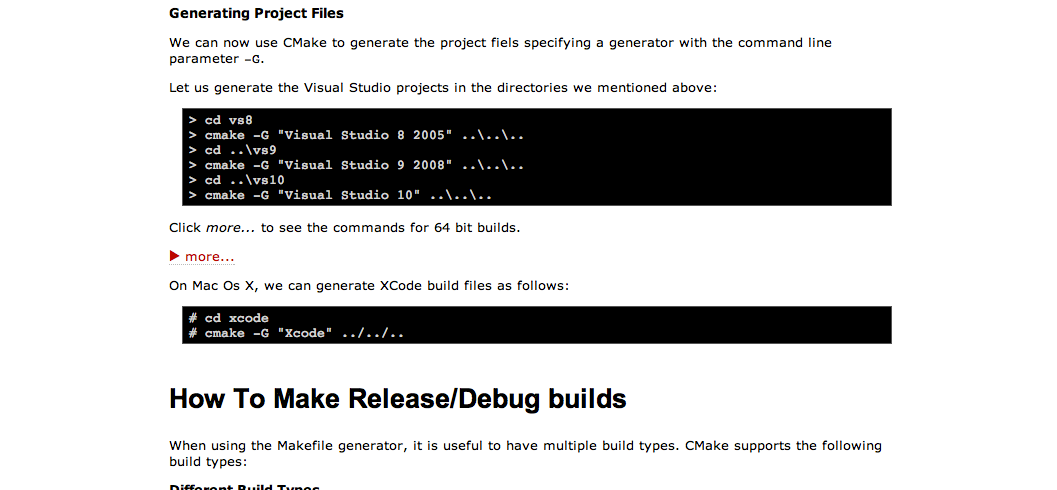 Generating Project Files
We can now use CMake to generate the project fiels specifying a generator with the command line
parameter -G.
Let us generate the Visual Studio projects in the directories we mentioned above:
> cd vs8
> cmake -G "Visual Studio 8 2005" ..\..\..
> cd ..\vs9
> cmake -G "Visual Studio 9 2008" ..\..\..
> cd ..\vs10
> cmake -G "Visual Studio 10" ..\..\..
Click more... to see the commands for 64 bit builds.
▶ more...
On Mac Os X, we can generate XCode build files as follows:
# cd xcode
# cmake -G "Xcode" ../../..
How To Make Release/Debug builds
When using the Makefile generator, it is useful to have multiple build types. CMake supports the following
build types:
Different Build Types